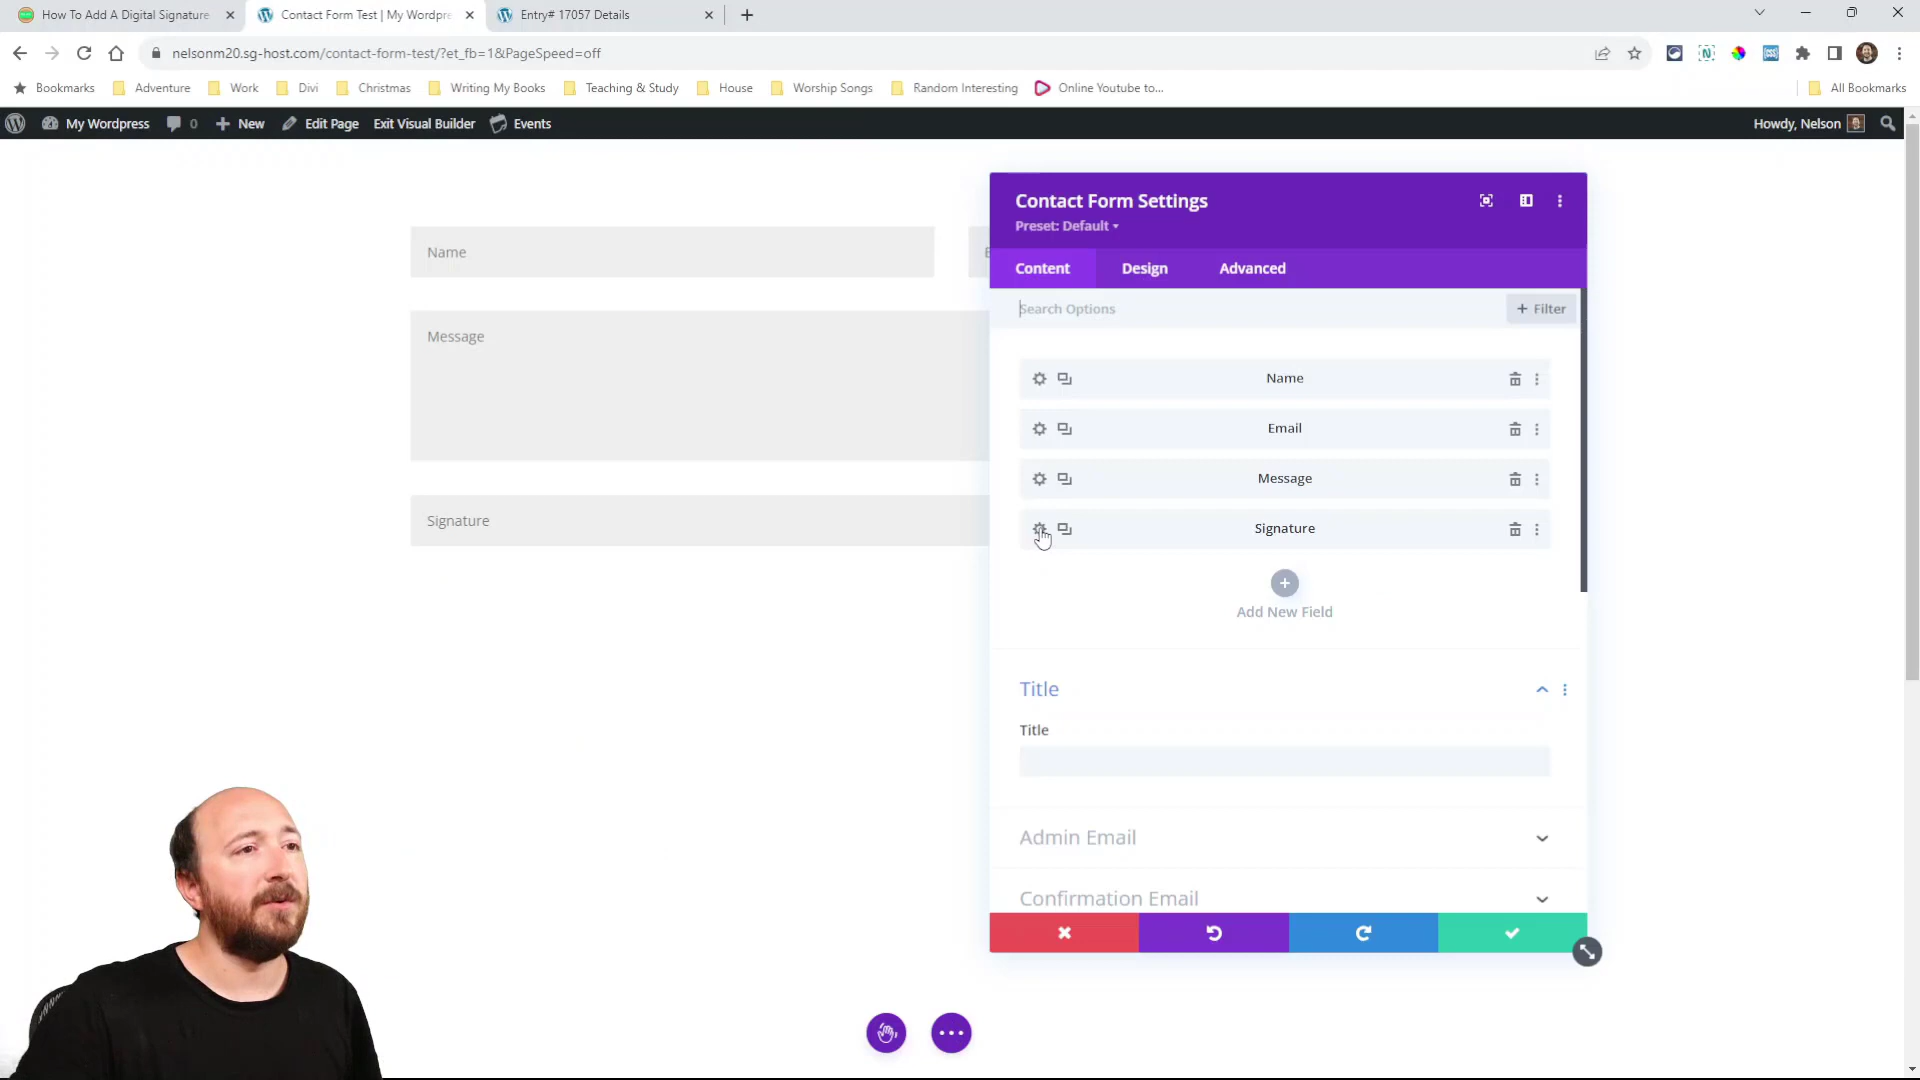 How To Add A Digital Signature
Contact Form Test | My Wordpre
Entry# 17057 Details
nelsonm20.sg-host.com/contact-form-test/?et_fb=1&PageSpeed=off
Bookmarks
Adventure
Work
Divi
Christmas
Writing My Books
Teaching & Study
House
Worship Songs
Random Interesting
Online Youtube to...
All Bookmarks
My Wordpress
0
New
Edit Page
Exit Visual Builder
Events
Howdy, Nelson
Name
Message
Signature
Contact Form Settings
Preset: Default
Content
Design
Advanced
Search Options
+ Filter
Name
Email
Message
Signature
Add New Field
Title
Title
Admin Email
Confirmation Email